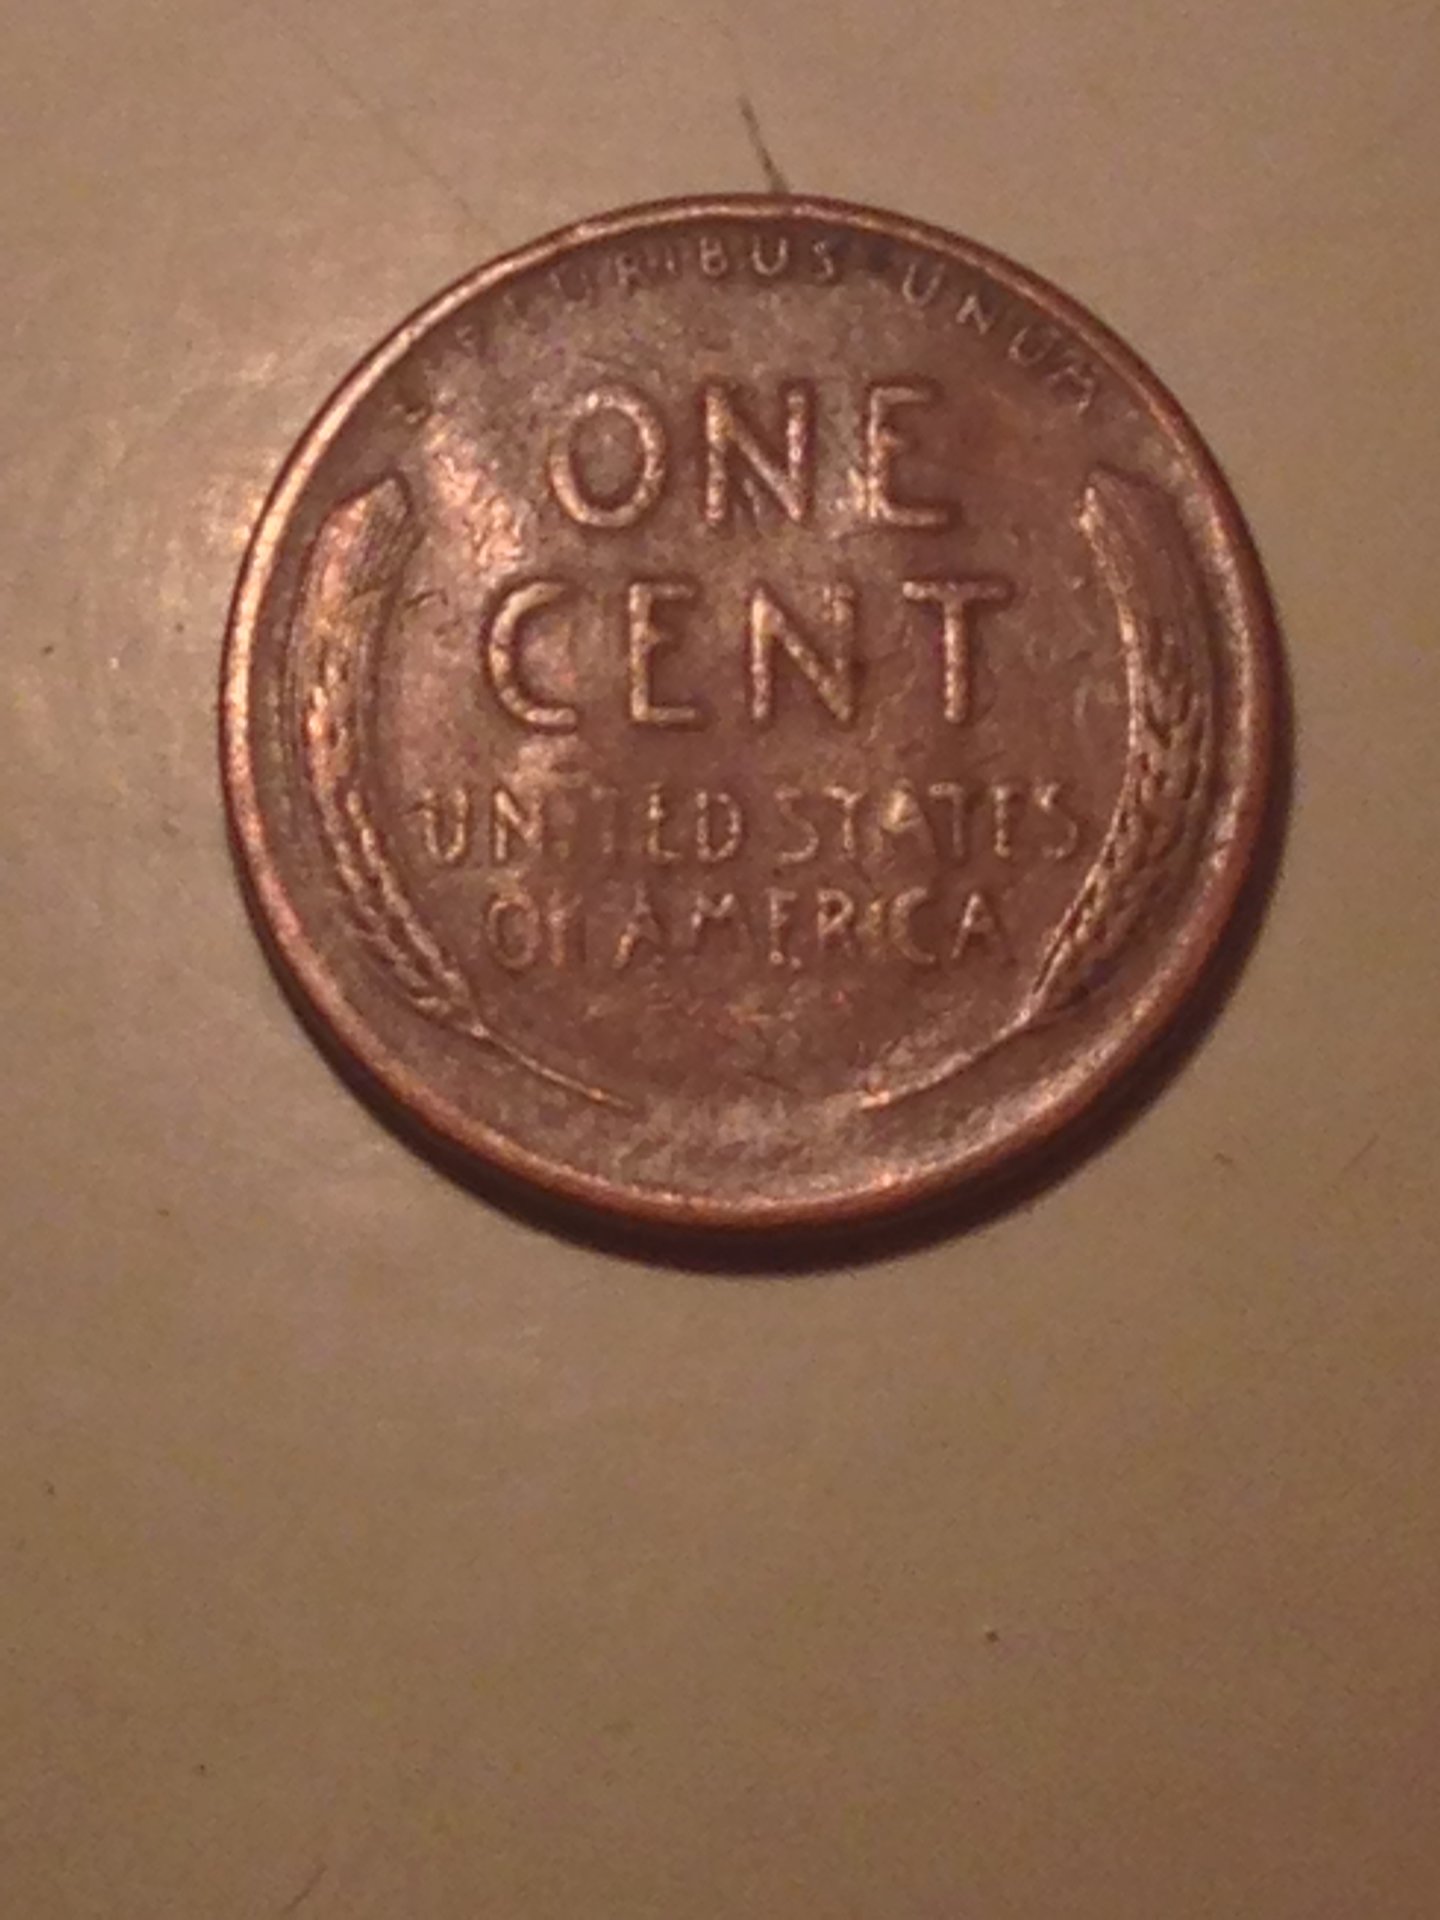 E PLURIBUS UNUM
ONE
CENT
UNITED STATES
OF AMERICA